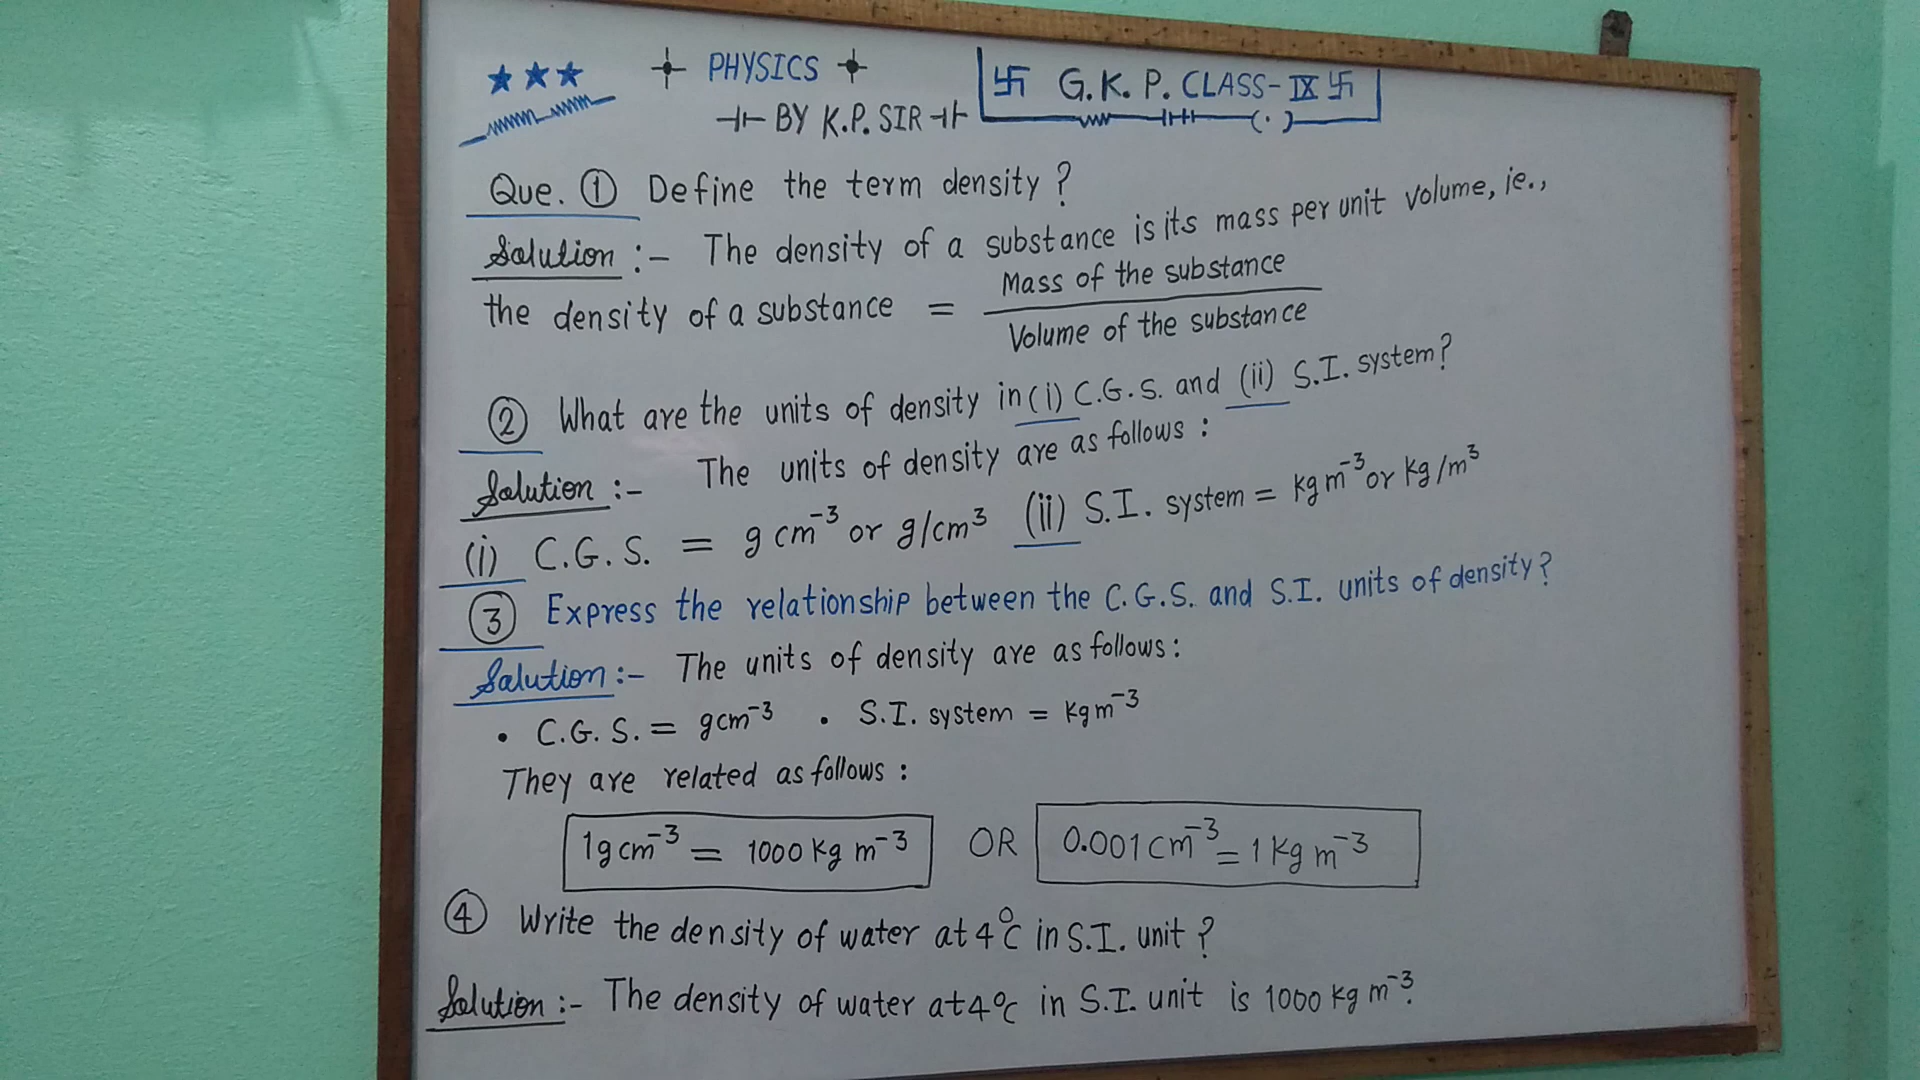 PHYSICS
BY K.P. SIR
卐 G.K.P. CLASS-IX 卐
Que. ① Define the term density?
Solution :- The density of a substance is its mass per unit volume, ie.,
the density of a substance = Mass of the substance / Volume of the substance
② What are the units of density in (i) C.G.S. and (ii) S.I. system?
Solution :- The units of density are as follows :
(i) C.G.S. = g cm⁻³ or g/cm³ (ii) S.I. system = kg m⁻³ or kg/m³
③ Express the relationship between the C.G.S. and S.I. units of density?
Solution :- The units of density are as follows :
• C.G.S. = gcm⁻³ • S.I. system = kgm⁻³
They are related as follows :
1g cm⁻³ = 1000 kg m⁻³ OR 0.001 cm⁻³ = 1 kg m⁻³
④ Write the density of water at 4°C in S.I. unit ?
Solution :- The density of water at 4°C in S.I. unit is 1000 kg m⁻³.